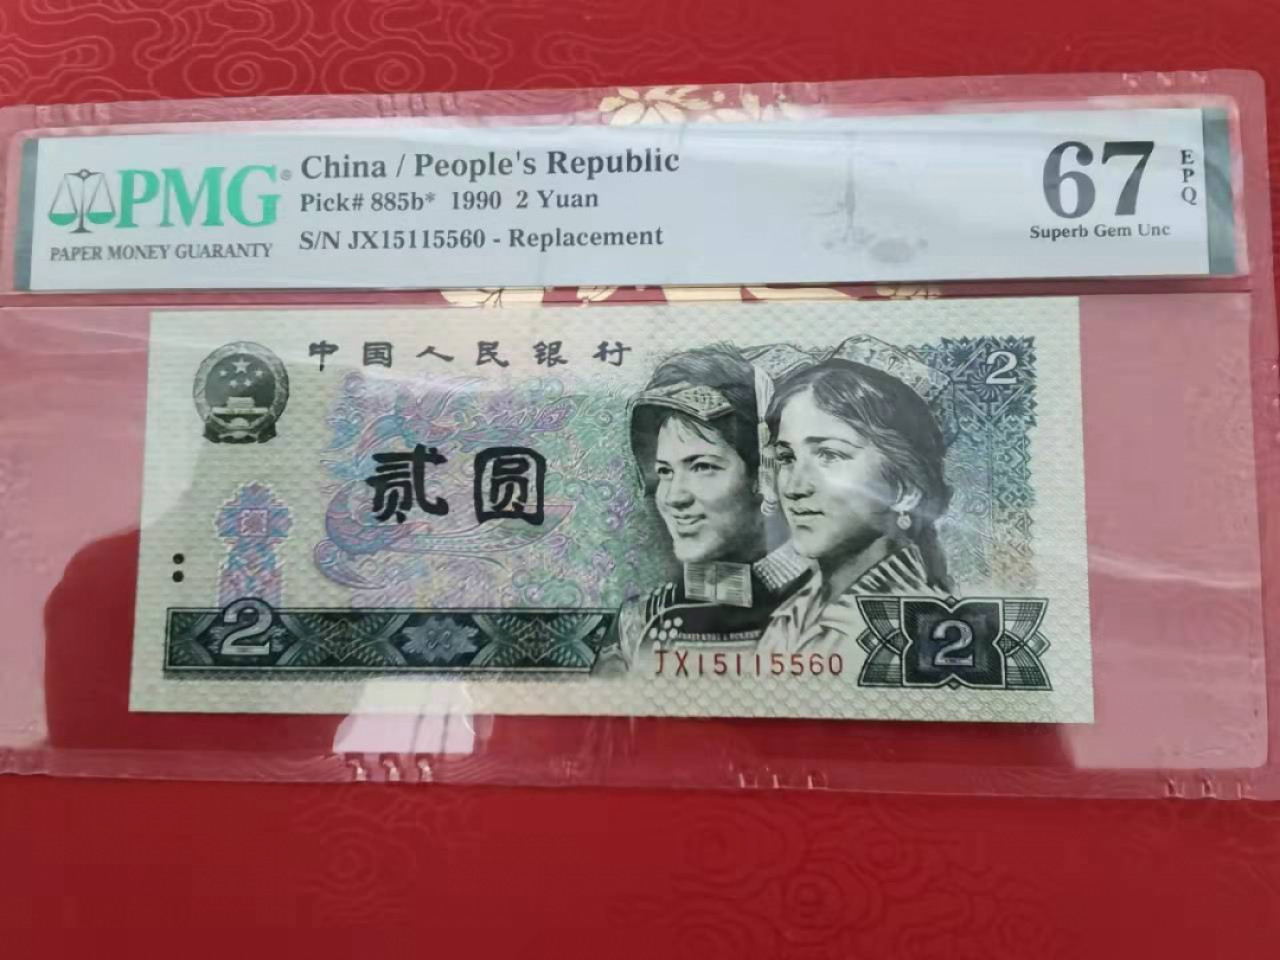 PMG®
PAPER MONEY GUARANTY
China / People's Republic
Pick# 885b* 1990 2 Yuan
S/N JX15115560 - Replacement
67
EPQ
Superb Gem Unc
中国人民银行
2
贰圆
2
JX15115560
2